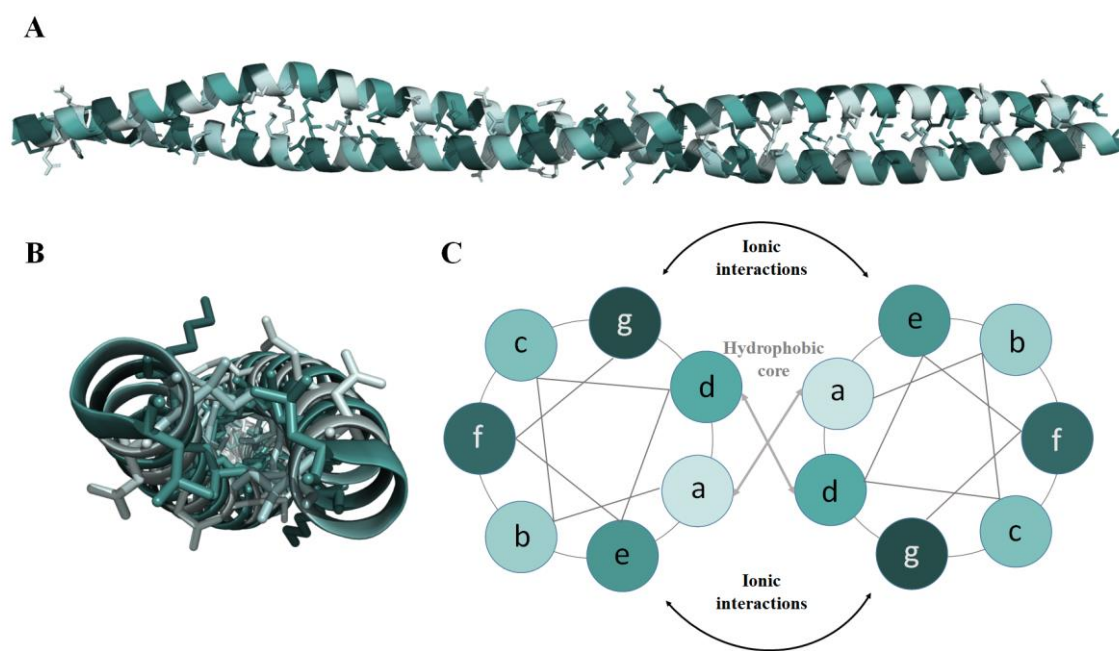 A
B
C
Ionic
interactions
g
e
c
b
Hydrophobic
core
d
a
f
f
a
d
b
c
e
g
Ionic
interactions